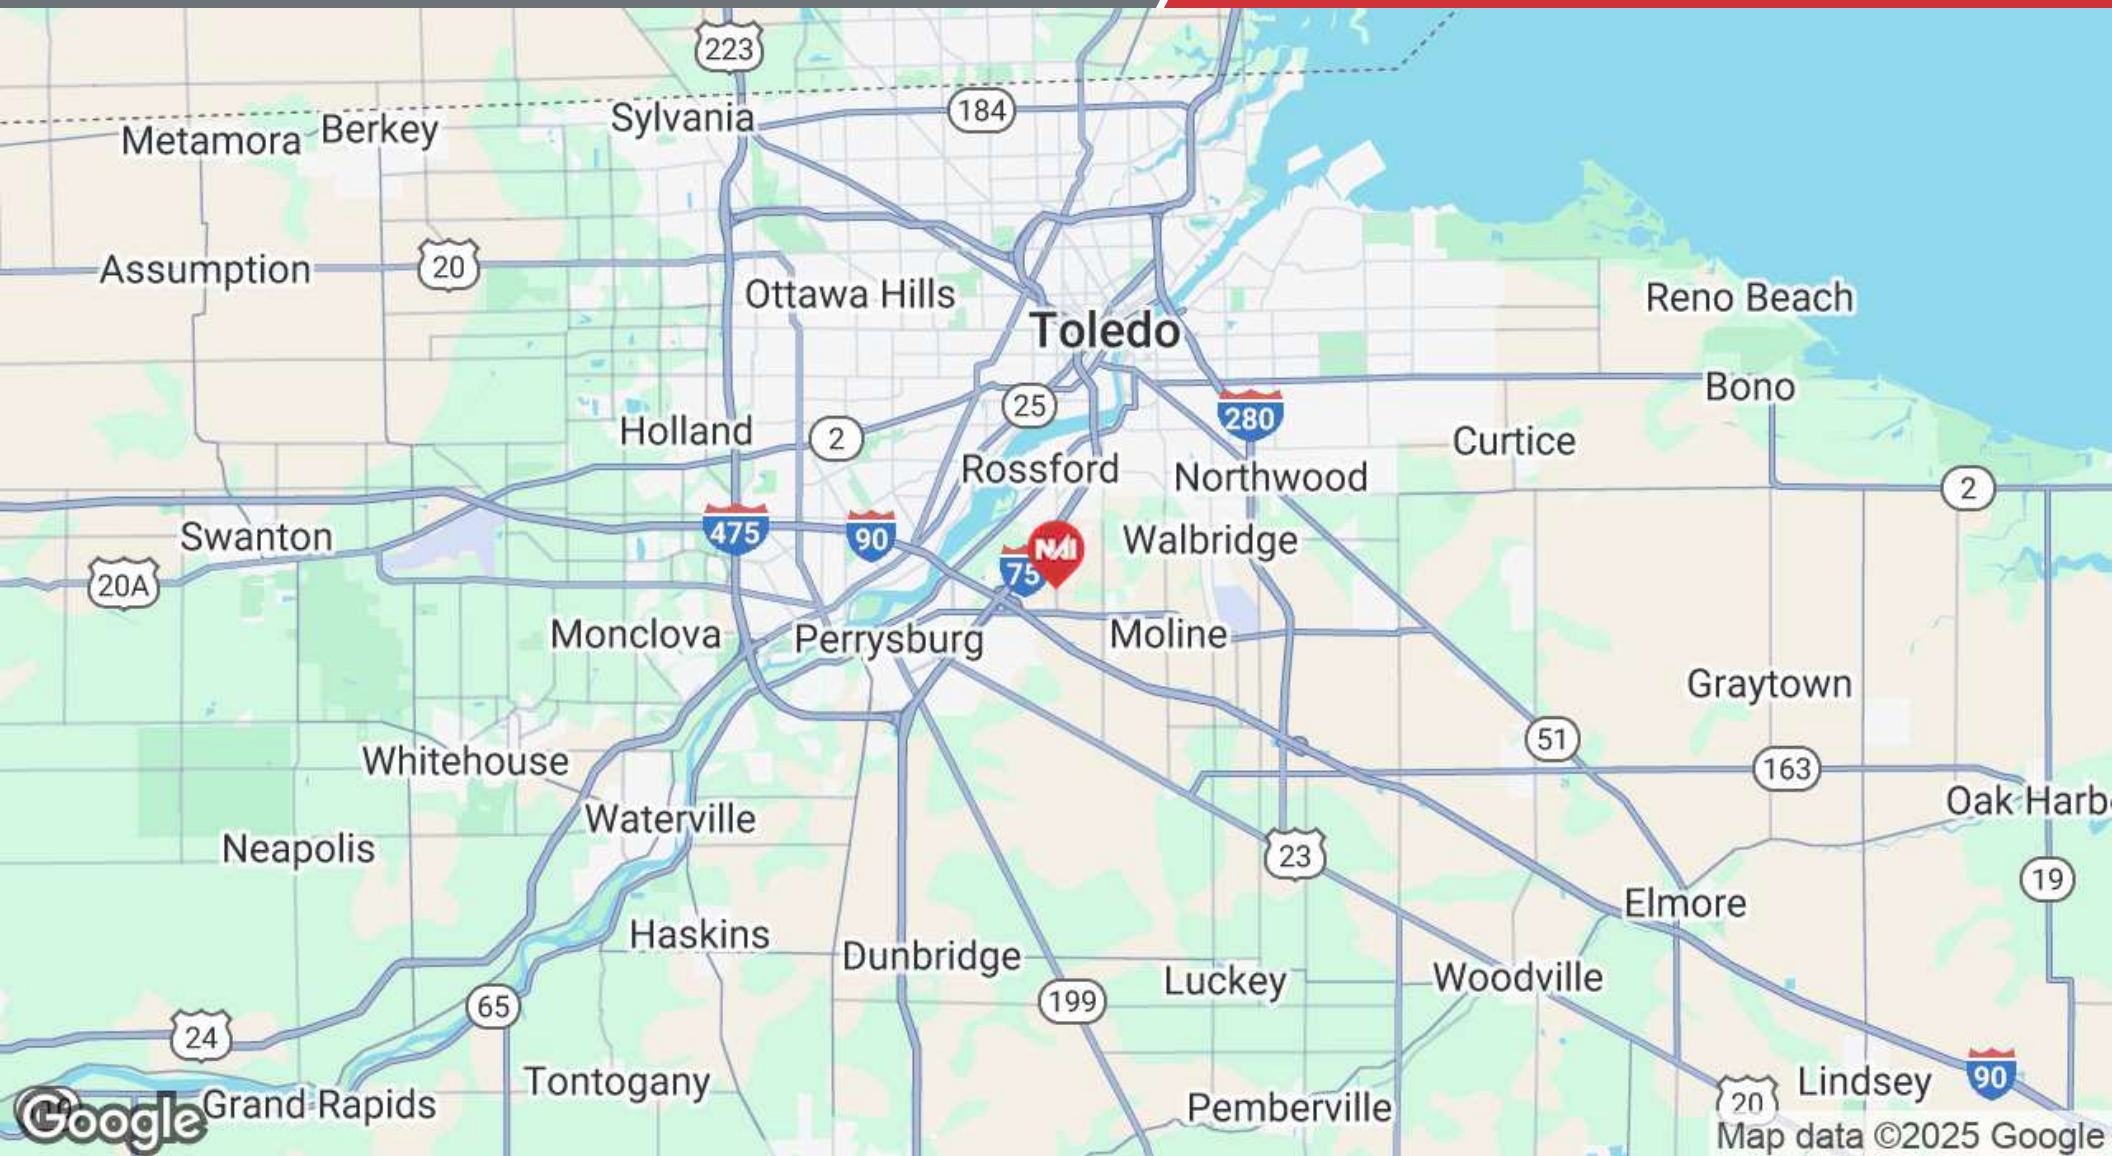 223
184
Sylvania
Metamora
Berkey
Assumption
20
Ottawa Hills
Reno Beach
Toledo
Bono
25
280
Holland
2
Curtice
Rossford
Northwood
2
Swanton
475
90
NAI
Walbridge
75
20A
Monclova
Perrysburg
Moline
Graytown
51
Whitehouse
163
Oak Harb
Waterville
Neapolis
23
19
Elmore
Haskins
Dunbridge
Luckey
Woodville
199
65
24
Tontogany
Lindsey
90
Grand Rapids
Pemberville
20
Google
Map data ©2025 Google